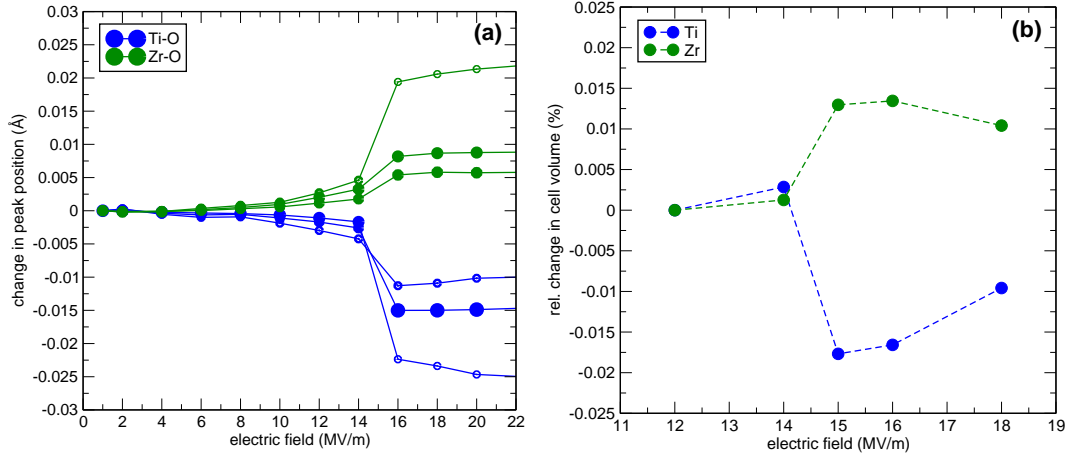 (a)
Ti-O
Zr-O
change in peak position (Å)
0.03
0.025
0.02
0.015
0.01
0.005
0
-0.005
-0.01
-0.015
-0.02
-0.025
-0.03
0 2 4 6 8 10 12 14 16 18 20 22
electric field (MV/m)
(b)
Ti
Zr
rel. change in cell volume (%)
0.025
0.02
0.015
0.01
0.005
0
-0.005
-0.01
-0.015
-0.02
-0.025
11 12 13 14 15 16 17 18 19
electric field (MV/m)